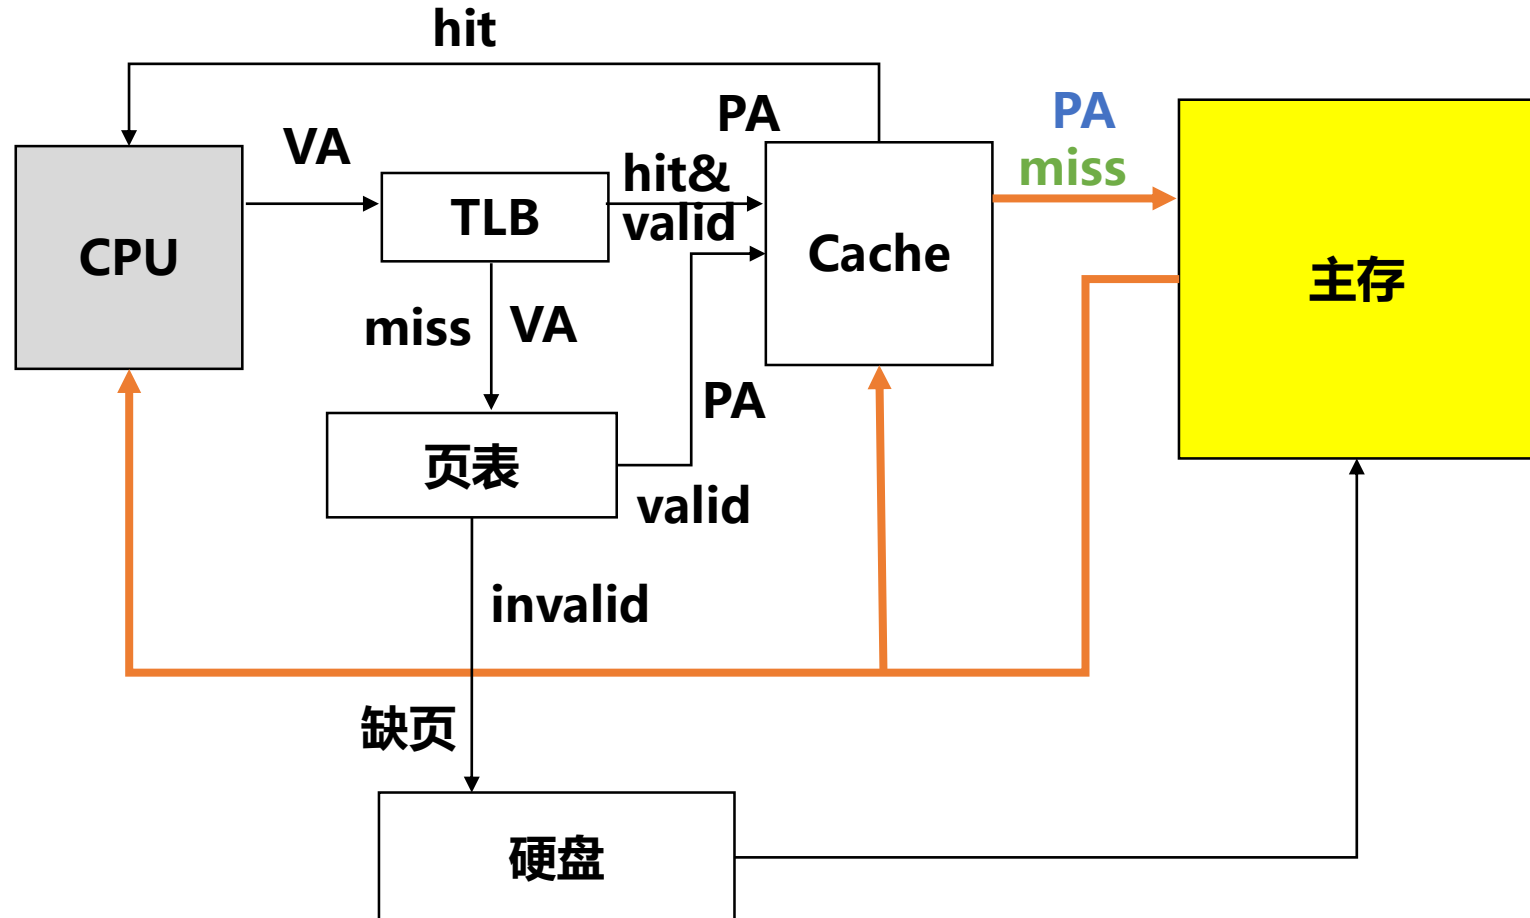 hit
PA
PA
miss
VA
hit&
valid
TLB
CPU
Cache
主存
miss
VA
PA
页表
valid
invalid
缺页
硬盘